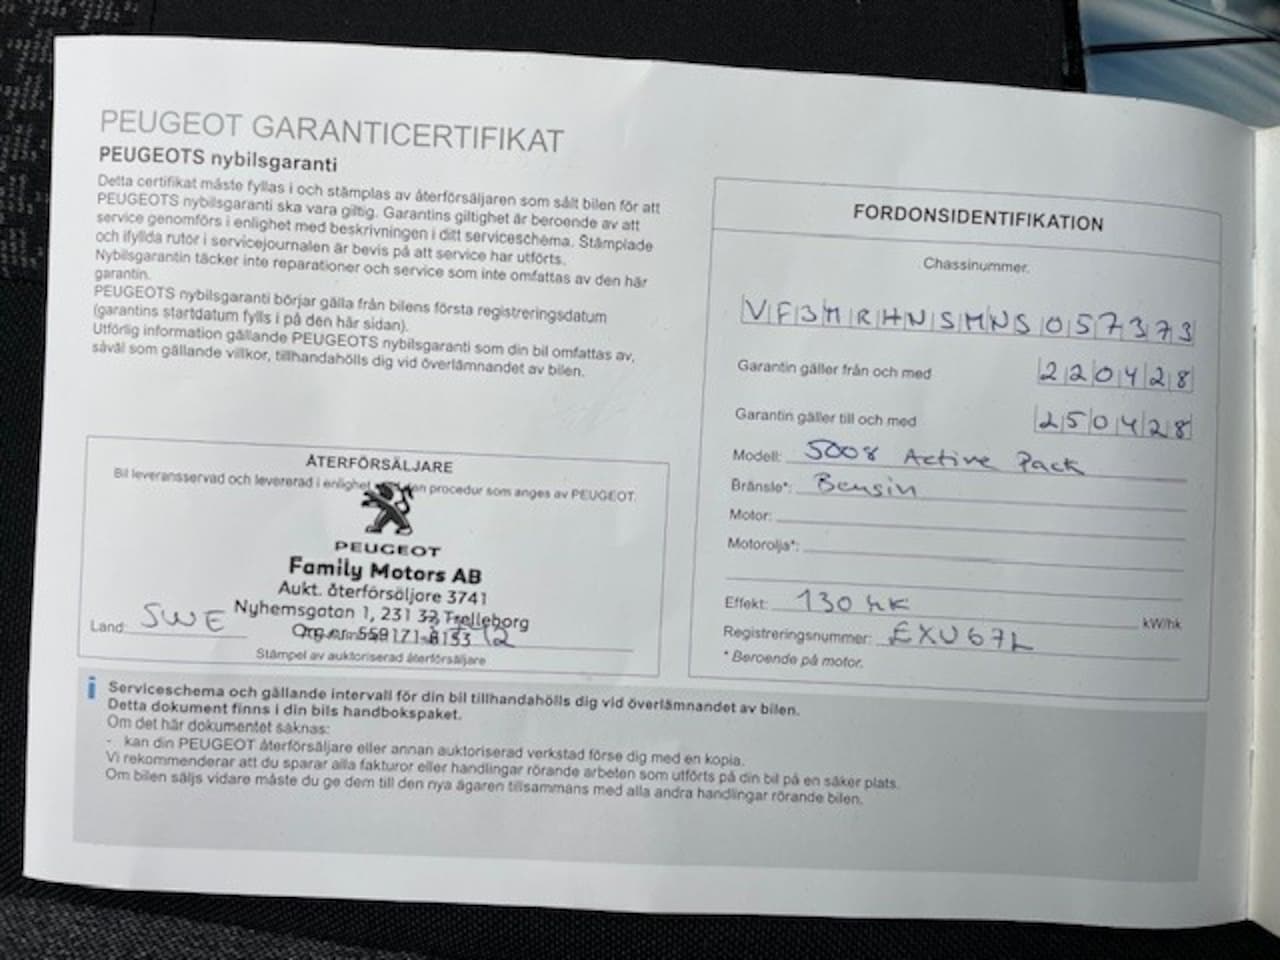 PEUGEOT GARANTICERTIFIKAT
PEUGEOTS nybilsgaranti
Detta certifikat måste fyllas i och stämplas av återförsäljaren som sålt bilen för att
PEUGEOTS nybilsgaranti ska vara giltig. Garantins giltighet är beroende av att
service genomförs i enlighet med beskrivningen i ditt serviceschema. Stämplade
och ifyllda rutor i servicejournalen är bevis på att service har utförts.
Nybilsgarantin täcker inte reparationer och service som inte omfattas av den här
garantin.
PEUGEOTS nybilsgaranti börjar gälla från bilens första registreringsdatum
(garantins startdatum fylls i på den här sidan).
Utförlig information gällande PEUGEOTS nybilsgaranti som din bil omfattas av,
såväl som gällande villkor, tillhandahölls dig vid överlämnandet av bilen.
ÅTERFÖRSÄLJARE
Bil leveransservad och levererad i enlighet den procedur som anges av PEUGEOT.
PEUGEOT
Family Motors AB
Aukt. återförsäljare 3741
Nyhemsgatan 1, 231 Trelleborg
Land: SWE
Stämpel av auktoriserad återförsäljare
FORDONSIDENTIFIKATION
Chassinummer.
VF3MRHNSMNS057373
Garantin gäller från och med 220428
Garantin gäller till och med 250428
Modell: 5008 Active Pack
Bränsle*: Bensin
Motor:
Motorolja*:
Effekt: 130 hk kW/hk
Registreringsnummer: EXU67L
* Beroende på motor.
i Serviceschema och gällande intervall för din bil tillhandahölls dig vid överlämnandet av bilen.
Detta dokument finns i din bils handbokspaket.
Om det här dokumentet saknas:
- kan din PEUGEOT återförsäljare eller annan auktoriserad verkstad förse dig med en kopia.
Vi rekommenderar att du sparar alla fakturor eller handlingar rörande arbeten som utförts på din bil på en säker plats.
Om bilen säljs vidare måste du ge dem till den nya ägaren tillsammans med alla andra handlingar rörande bilen.